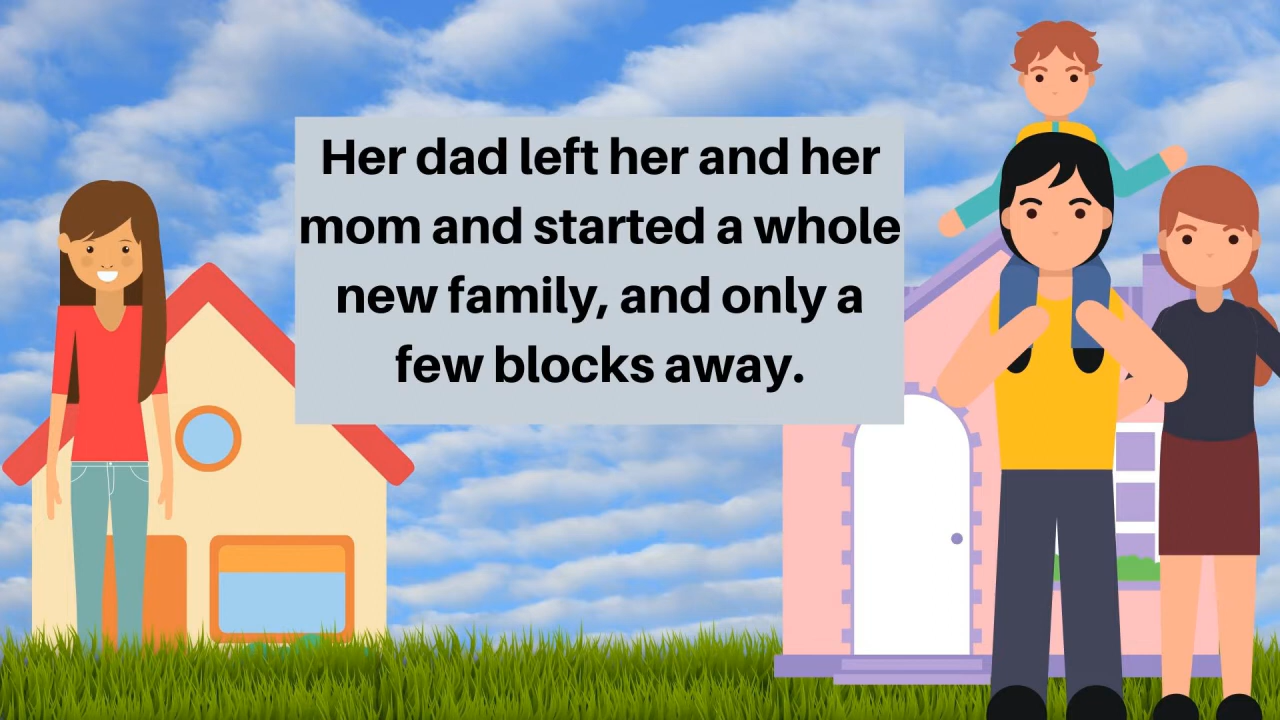 Her dad left her and her
mom and started a whole
new family, and only a
few blocks away.